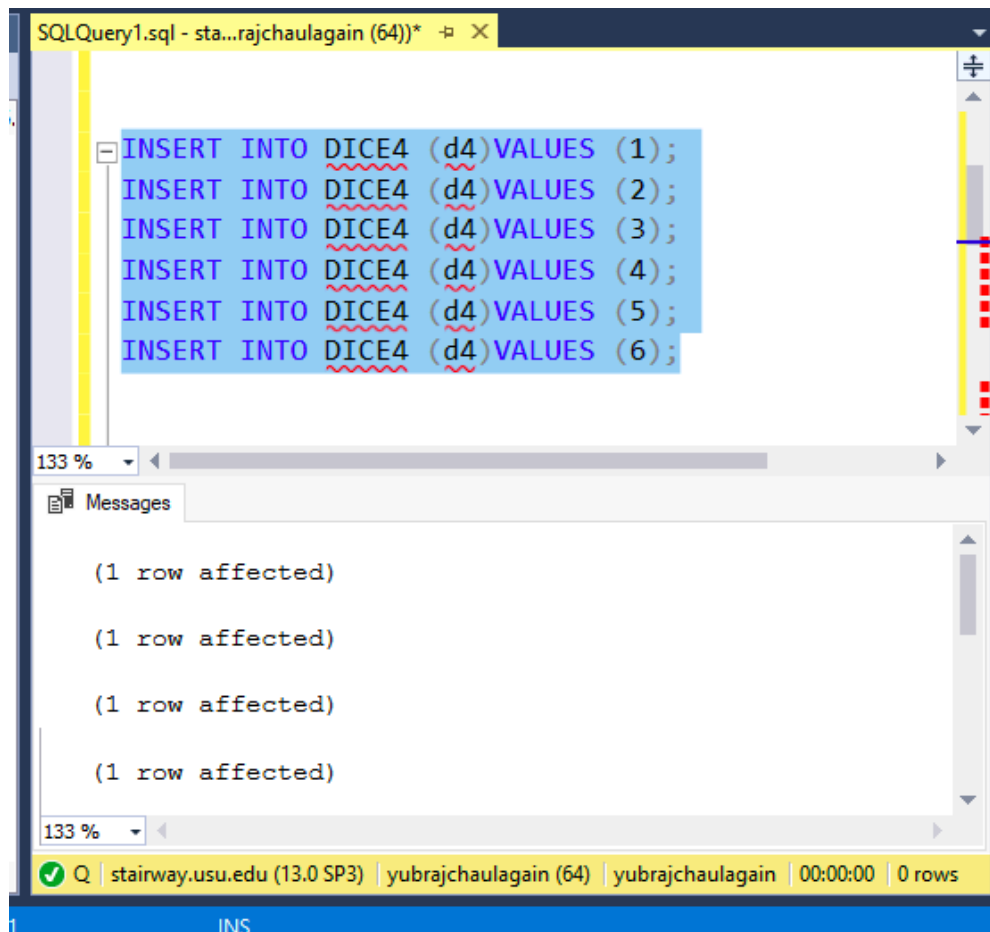 SQLQuery1.sql - sta...rajchaulagain (64))*
INSERT INTO DICE4 (d4)VALUES (1);
INSERT INTO DICE4 (d4)VALUES (2);
INSERT INTO DICE4 (d4)VALUES (3);
INSERT INTO DICE4 (d4)VALUES (4);
INSERT INTO DICE4 (d4)VALUES (5);
INSERT INTO DICE4 (d4)VALUES (6);
133 %
Messages
(1 row affected)
(1 row affected)
(1 row affected)
(1 row affected)
133 %
Q stairway.usu.edu (13.0 SP3) yubrajchaulagain (64) yubrajchaulagain 00:00:00 0 rows
INS